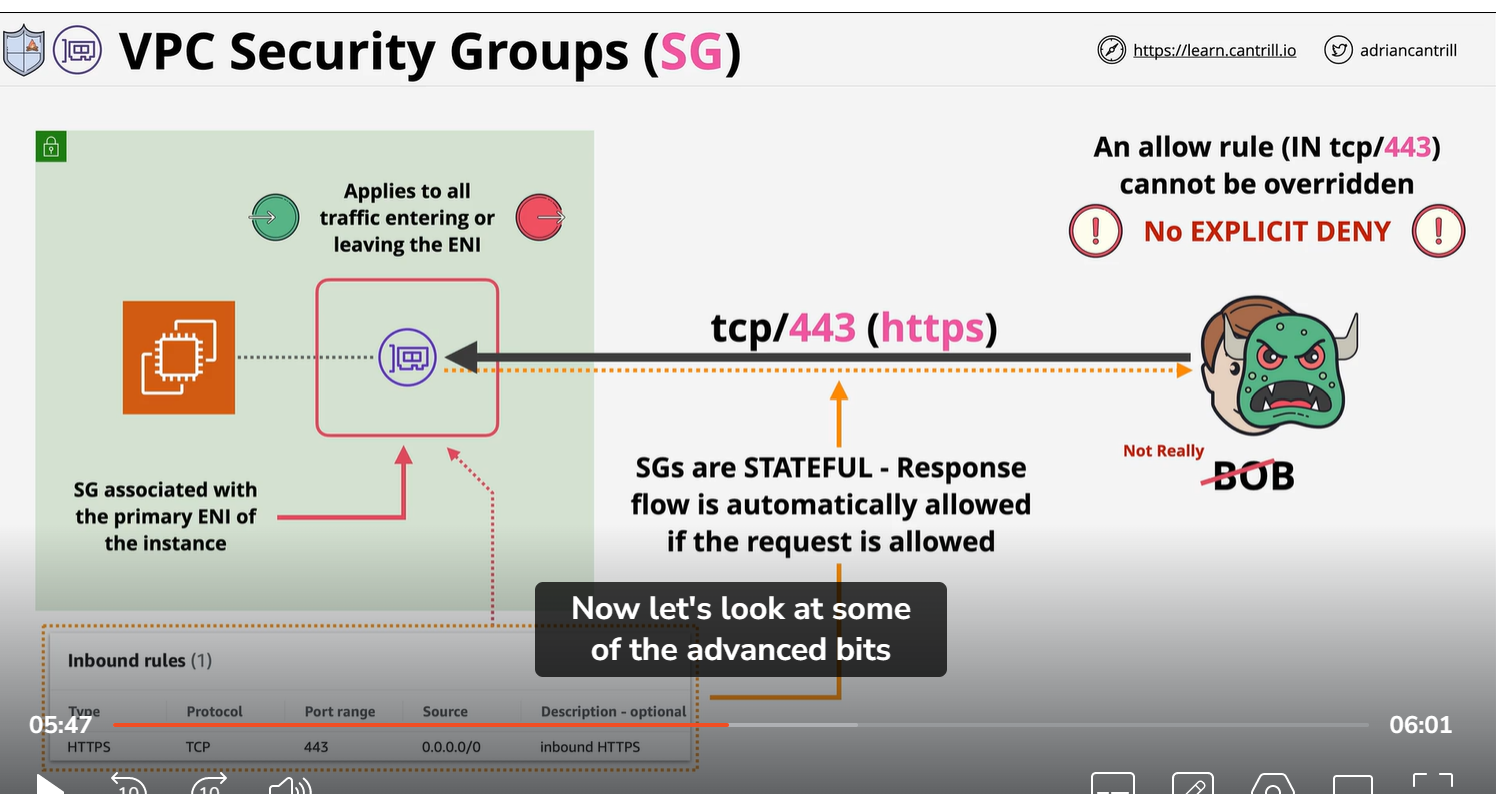 VPC Security Groups (SG)
https://learn.cantrill.io
adriancantrill
An allow rule (IN tcp/443)
cannot be overridden
No EXPLICIT DENY
Applies to all
traffic entering or
leaving the ENI
tcp/443 (https)
Not Really
BOB
SGs are STATEFUL - Response
flow is automatically allowed
if the request is allowed
SG associated with
the primary ENI of
the instance
Now let's look at some
of the advanced bits
Inbound rules (1)
Type Protocol Port range Source Description - optional
05:47
06:01
HTTPS TCP 443 0.0.0.0/0 inbound HTTPS
10 10